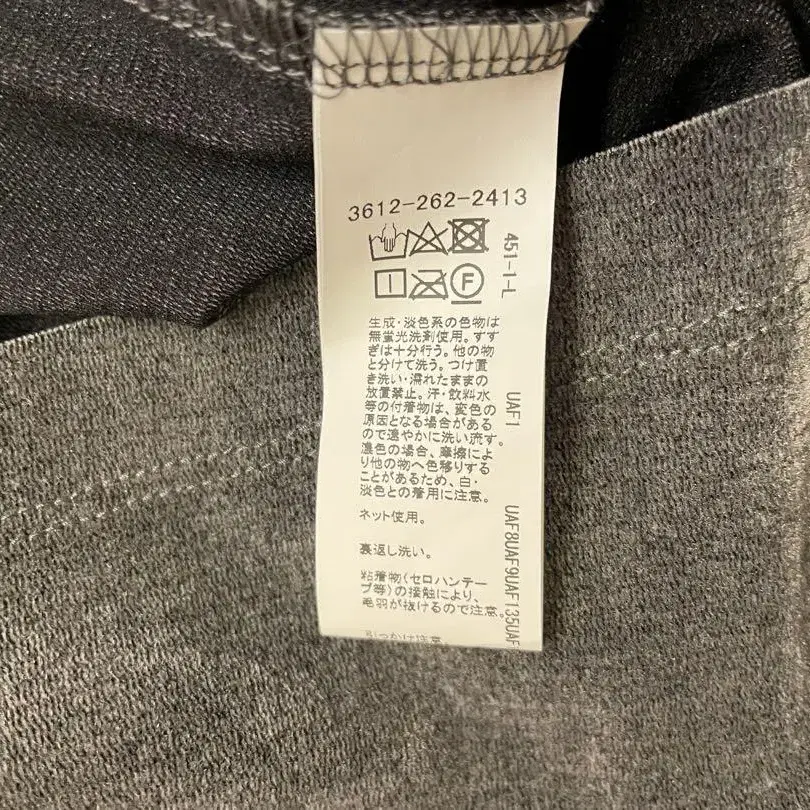 3612-262-2413
451-1-L
F
生成・淡色系の色物は
無蛍光洗剤使用。すす
ぎは十分行う。他の物
と分けて洗う。つけ置
き洗い・濡れたままの
放置禁止。汗・飲料水
等の付着物は、変色の
原因となる場合がある
ので速やかに洗い流す。
濃色の場合、摩擦によ
り他の物へ色移りする
ことがあるため、白・
淡色との着用に注意。
ネット使用。
裏返し洗い。
粘着物(セロハンテー
プ等)の接触により、
毛羽が抜けるので注意。
引っかけ注意
UAF1
UAF8UAF9UAF135UAF